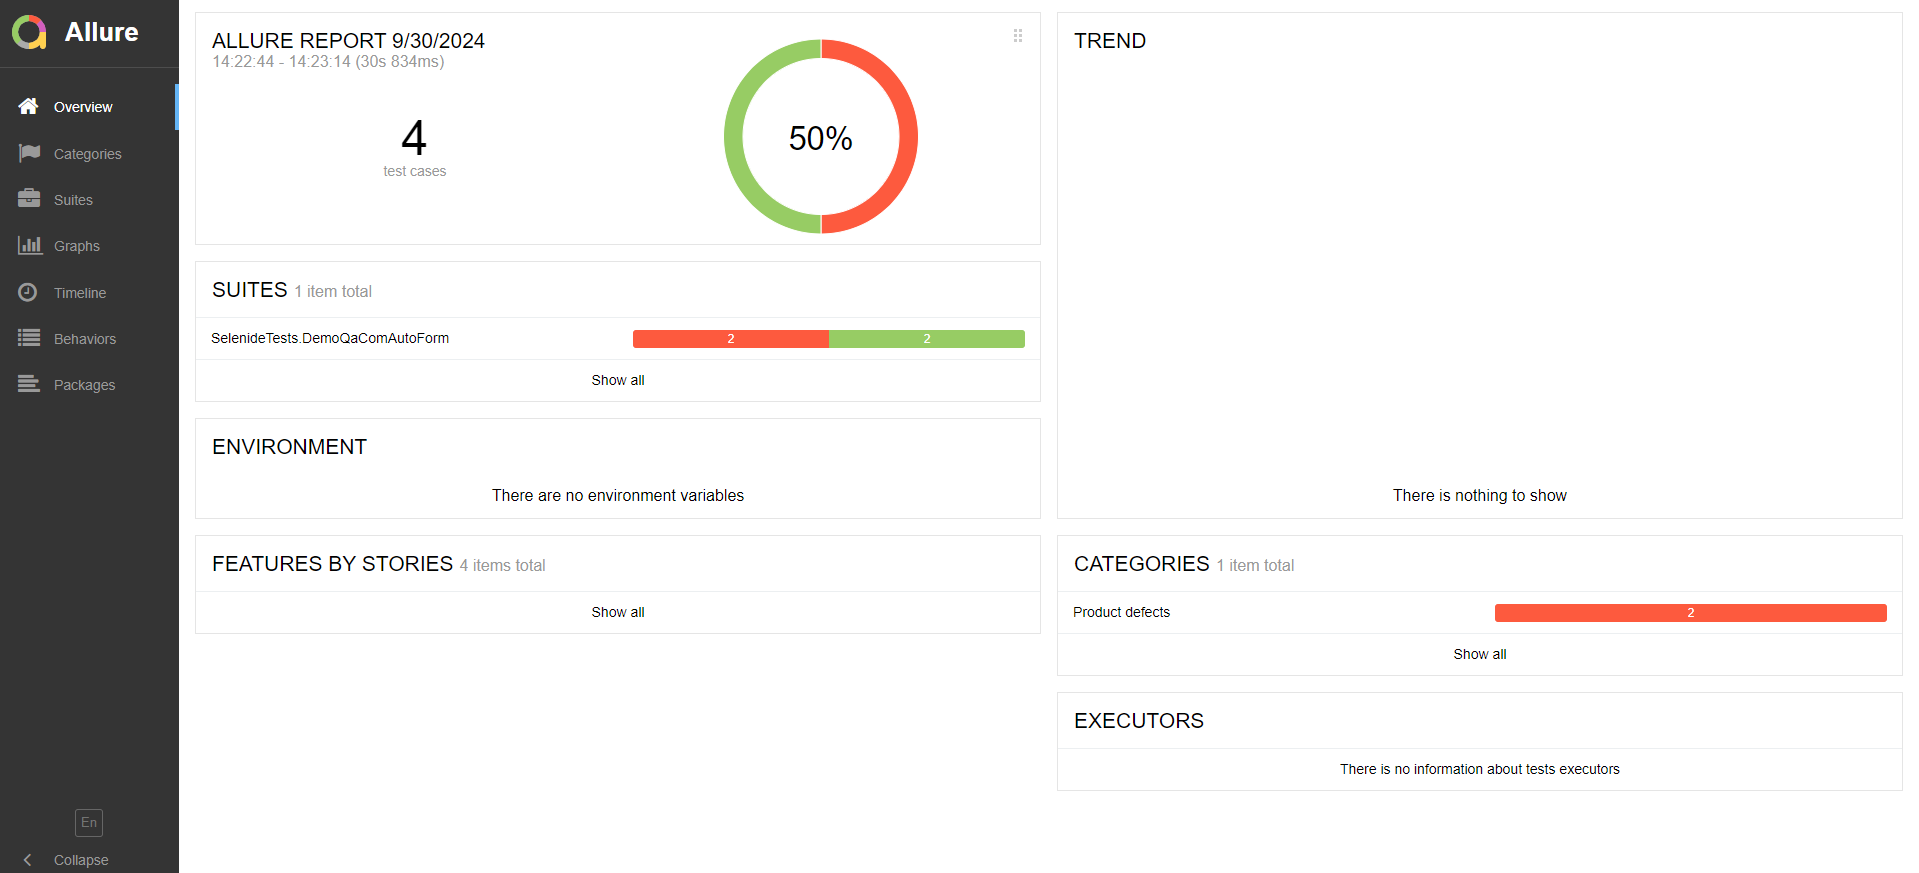 Allure
Overview
Categories
Suites
Graphs
Timeline
Behaviors
Packages
En
Collapse
ALLURE REPORT 9/30/2024
14:22:44 - 14:23:14 (30s 834ms)
4
test cases
50%
SUITES 1 item total
SelenideTests.DemoQaComAutoForm 2 2
Show all
ENVIRONMENT
There are no environment variables
FEATURES BY STORIES 4 items total
Show all
TREND
There is nothing to show
CATEGORIES 1 item total
Product defects 2
Show all
EXECUTORS
There is no information about tests executors